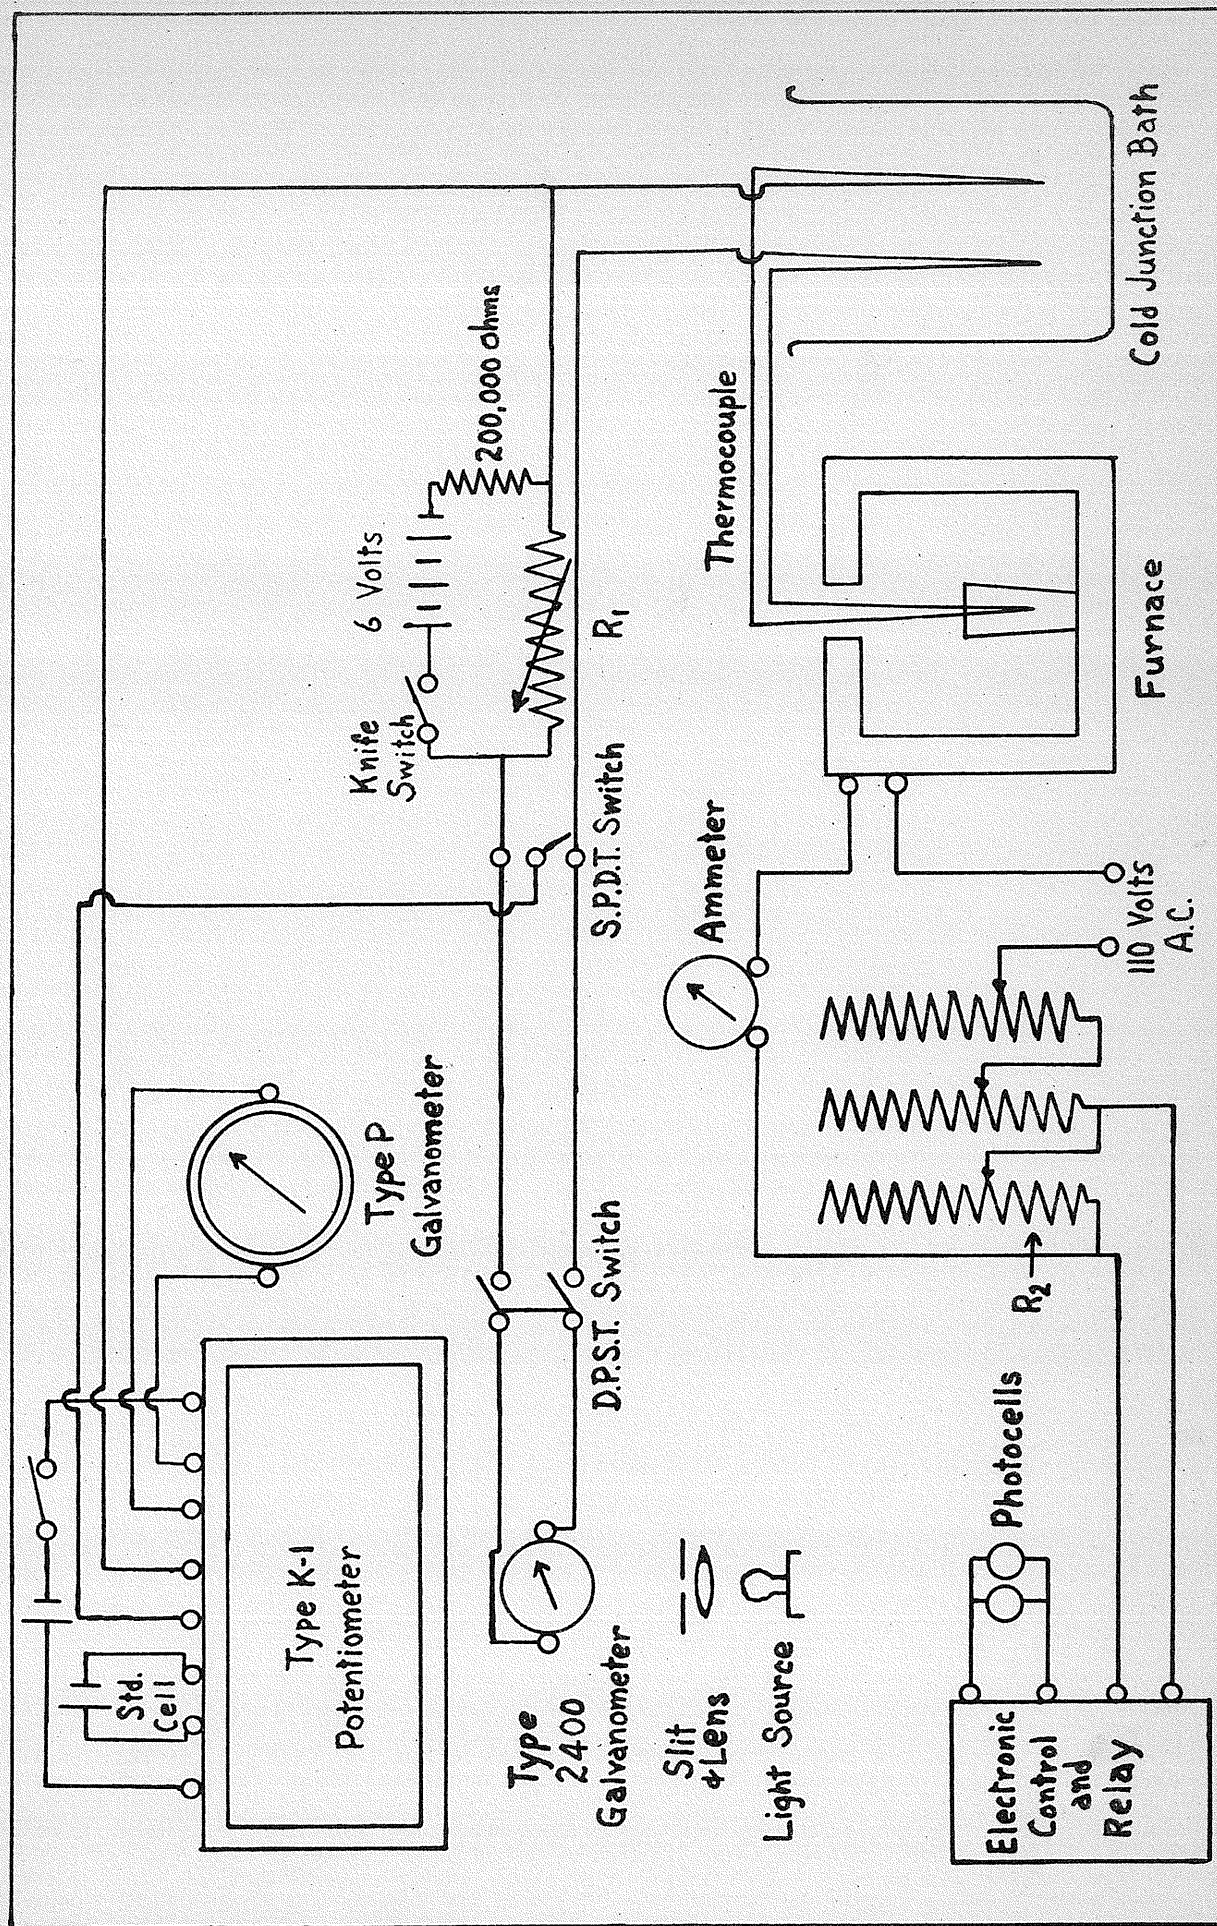 Std.
Cell
Type K-1
Potentiometer
Type P
Galvanometer
Knife
Switch
6 Volts
200,000 ohms
R1
S.P.D.T. Switch
D.P.S.T. Switch
Type
2400
Galvanometer
Slit
& Lens
Light Source
Ammeter
Thermocouple
Cold Junction Bath
Furnace
110 Volts
A.C.
R2
Photocells
Electronic
Control
and
Relay